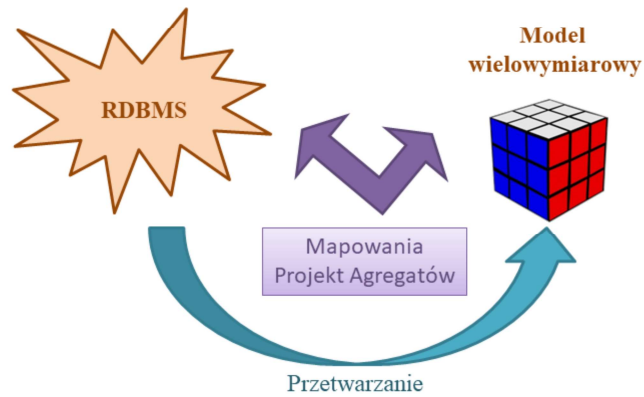 Model
wielowymiarowy
RDBMS
Mapowania
Projekt Agregatów
Przetwarzanie